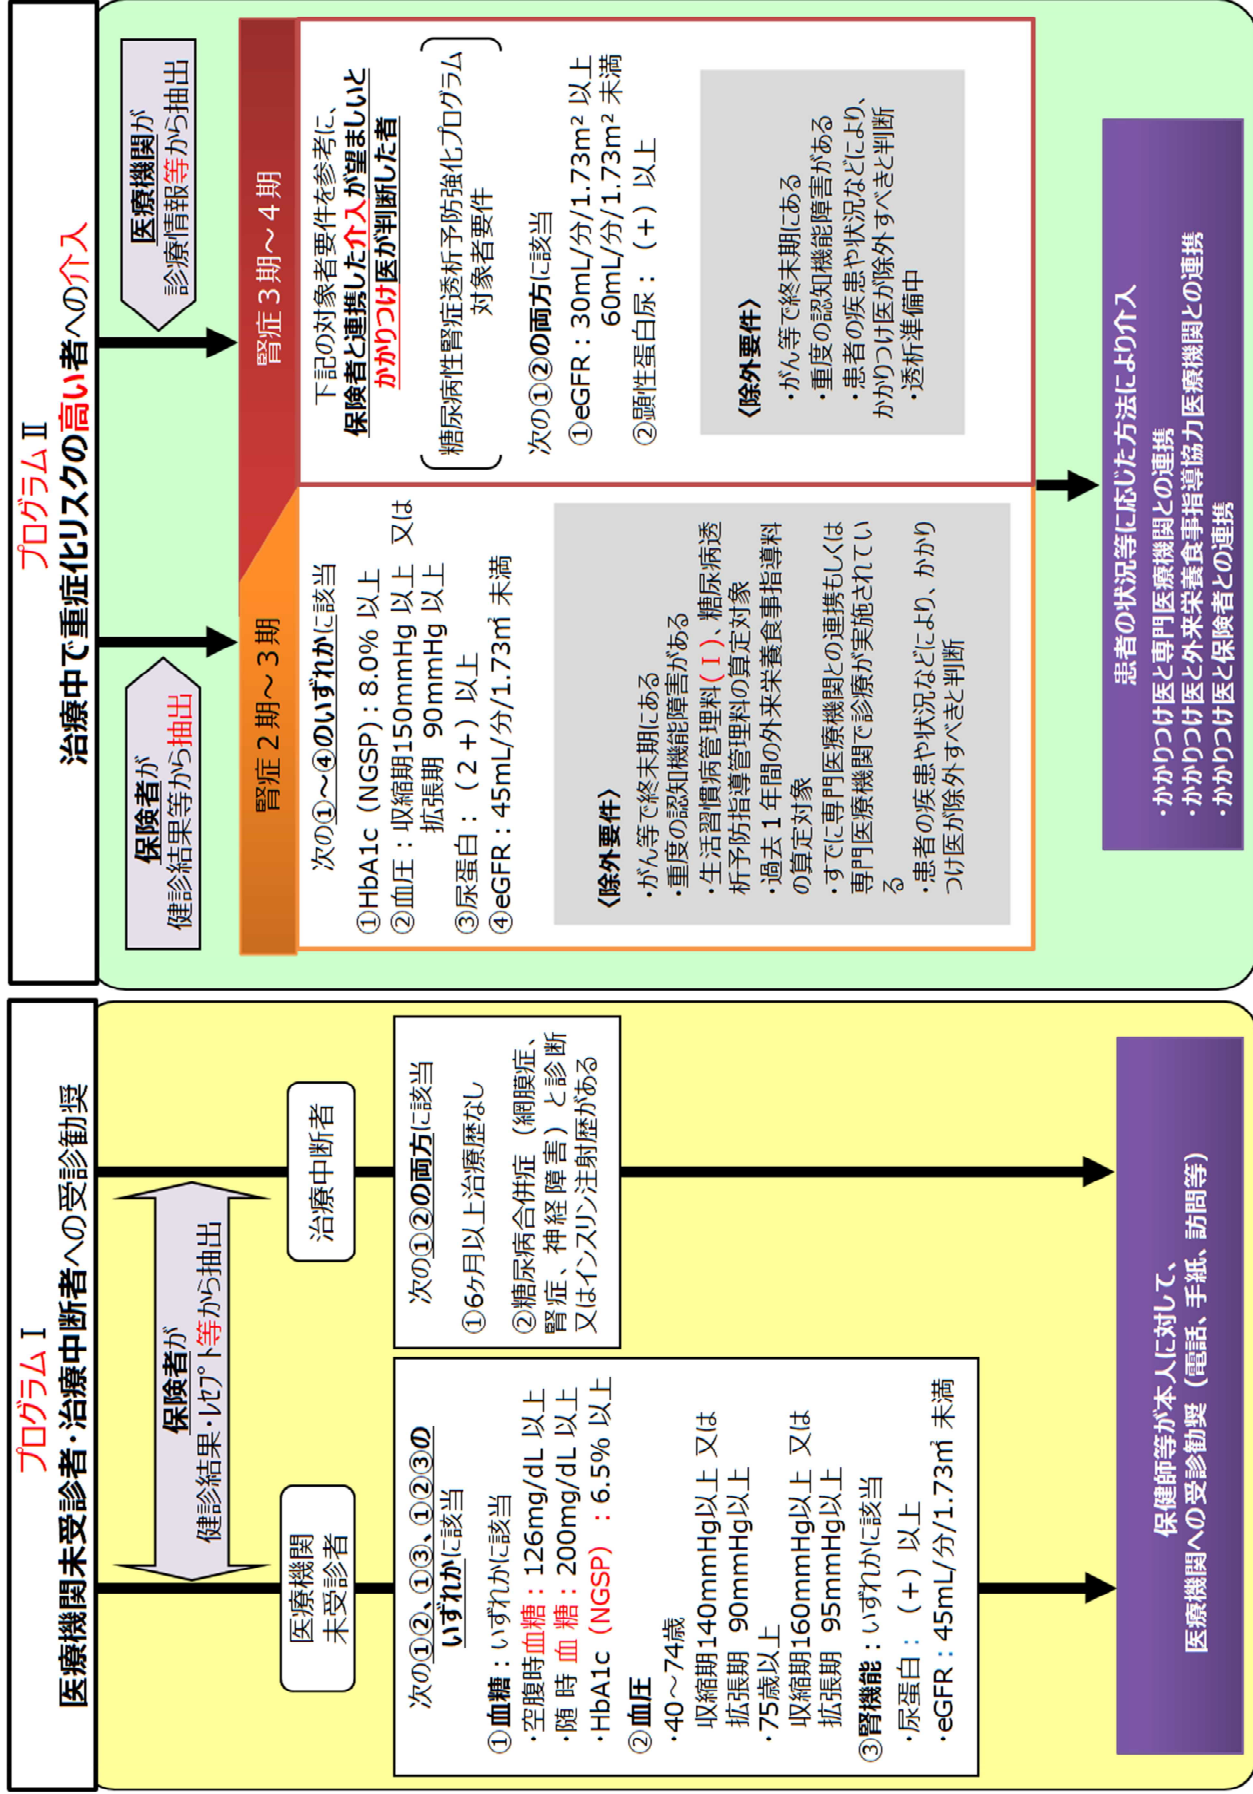 プログラムⅠ
医療機関未受診者・治療中断者への受診勧奨
保険者が
健診結果・レセプト等から抽出
医療機関
未受診者
治療中断者
次の①②、①③、①②③の
いずれかに該当
①血糖：いずれかに該当
・空腹時血糖：126mg/dL 以上
・随 時 血 糖：200mg/dL 以上
・HbA1c（NGSP）：6.5% 以上
②血圧
・40～74歳
収縮期140mmHg以上 又は
拡張期 90mmHg以上
・75歳以上
収縮期160mmHg以上 又は
拡張期 95mmHg以上
③腎機能：いずれかに該当
・尿蛋白：（+）以上
・eGFR：45mL/分/1.73㎡ 未満
次の①②の両方に該当
①6ヶ月以上治療歴なし
②糖尿病合併症（網膜症、
腎症、神経障害）と診断
又はインスリン注射歴がある
保健師等が本人に対して、
医療機関への受診勧奨（電話、手紙、訪問等）
プログラムⅡ
治療中で重症化リスクの高い者への介入
保険者が
健診結果等から抽出
医療機関が
診療情報等から抽出
腎症２期～３期
次の①～④のいずれかに該当
①HbA1c（NGSP）：8.0% 以上
②血圧：収縮期150mmHg 以上 又は
拡張期 90mmHg 以上
③尿蛋白：（2＋）以上
④eGFR：45mL/分/1.73㎡ 未満
〈除外要件〉
・がん等で終末期にある
・重度の認知機能障害がある
・生活習慣病管理料(Ⅰ)、糖尿病透
析予防指導管理料の算定対象
・過去１年間の外来栄養食事指導料
の算定対象
・すでに専門医療機関との連携もしくは
専門医療機関で診療が実施されてい
る
・患者の疾患や状況などにより、かかり
つけ医が除外すべきと判断
腎症３期～４期
下記の対象者要件を参考に、
保険者と連携した介入が望ましいと
かかりつけ医が判断した者
糖尿病性腎症透析予防強化プログラム
対象者要件
次の①②の両方に該当
①eGFR：30mL/分/1.73m² 以上
60mL/分/1.73m² 未満
②顕性蛋白尿：（+）以上
〈除外要件〉
・がん等で終末期にある
・重度の認知機能障害がある
・患者の疾患や状況などにより、
かかりつけ医が除外すべきと判断
・透析準備中
患者の状況等に応じた方法により介入
・かかりつけ医と専門医療機関との連携
・かかりつけ医と外来栄養食事指導協力医療機関との連携
・かかりつけ医と保険者との連携